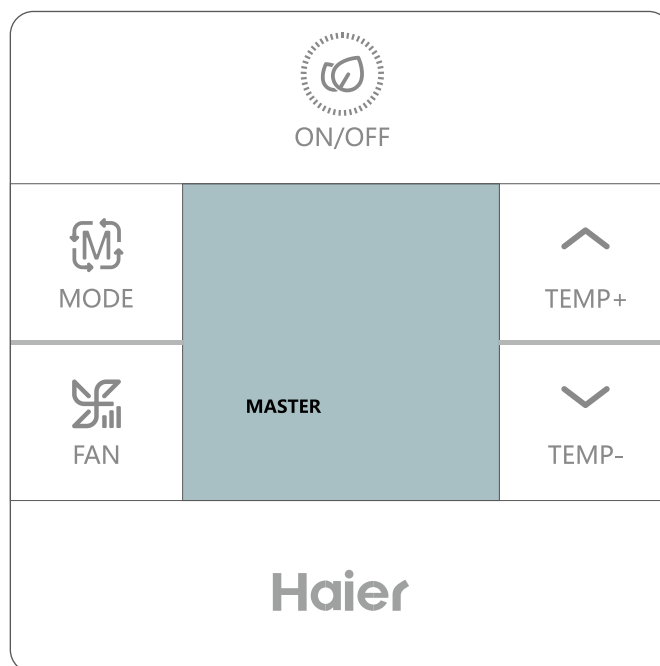 ON/OFF
MODE
TEMP+
MASTER
FAN
TEMP-
Haier